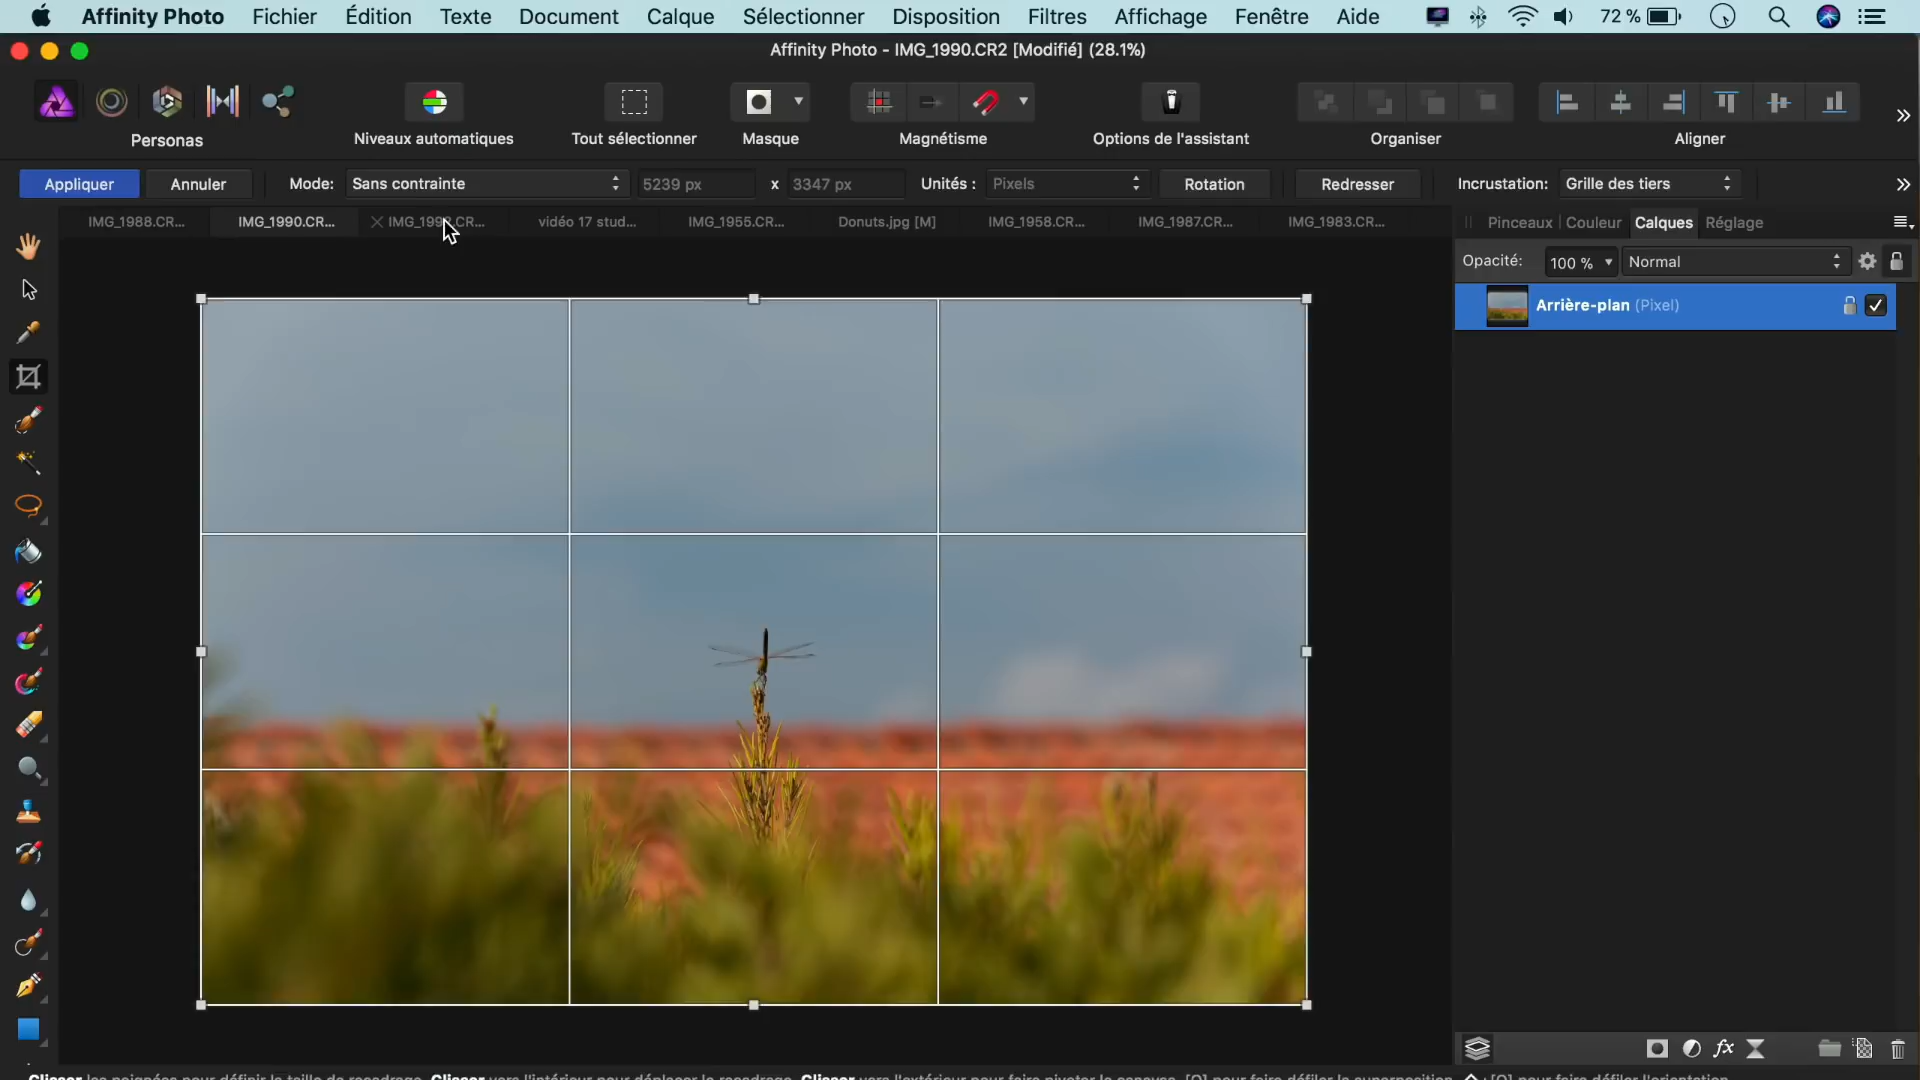 Affinity Photo Fichier Édition Texte Document Calque Sélectionner Disposition Filtres Affichage Fenêtre Aide 72 %
Affinity Photo - IMG_1990.CR2 [Modifié] (28.1%)
Personas Niveaux automatiques Tout sélectionner Masque Magnétisme Options de l'assistant Organiser Aligner
Appliquer Annuler Mode: Sans contrainte 5239 px x 3347 px Unités : Pixels Rotation Redresser Incrustation: Grille des tiers
IMG_1988.CR... IMG_1990.CR... vidéo 17 stud... IMG_1955.CR... Donuts.jpg [M] IMG_1958.CR... IMG_1987.CR... IMG_1983.CR... Pinceaux Couleur Calques Réglage
Opacité: 100 % Normal
Arrière-plan (Pixel)
fx